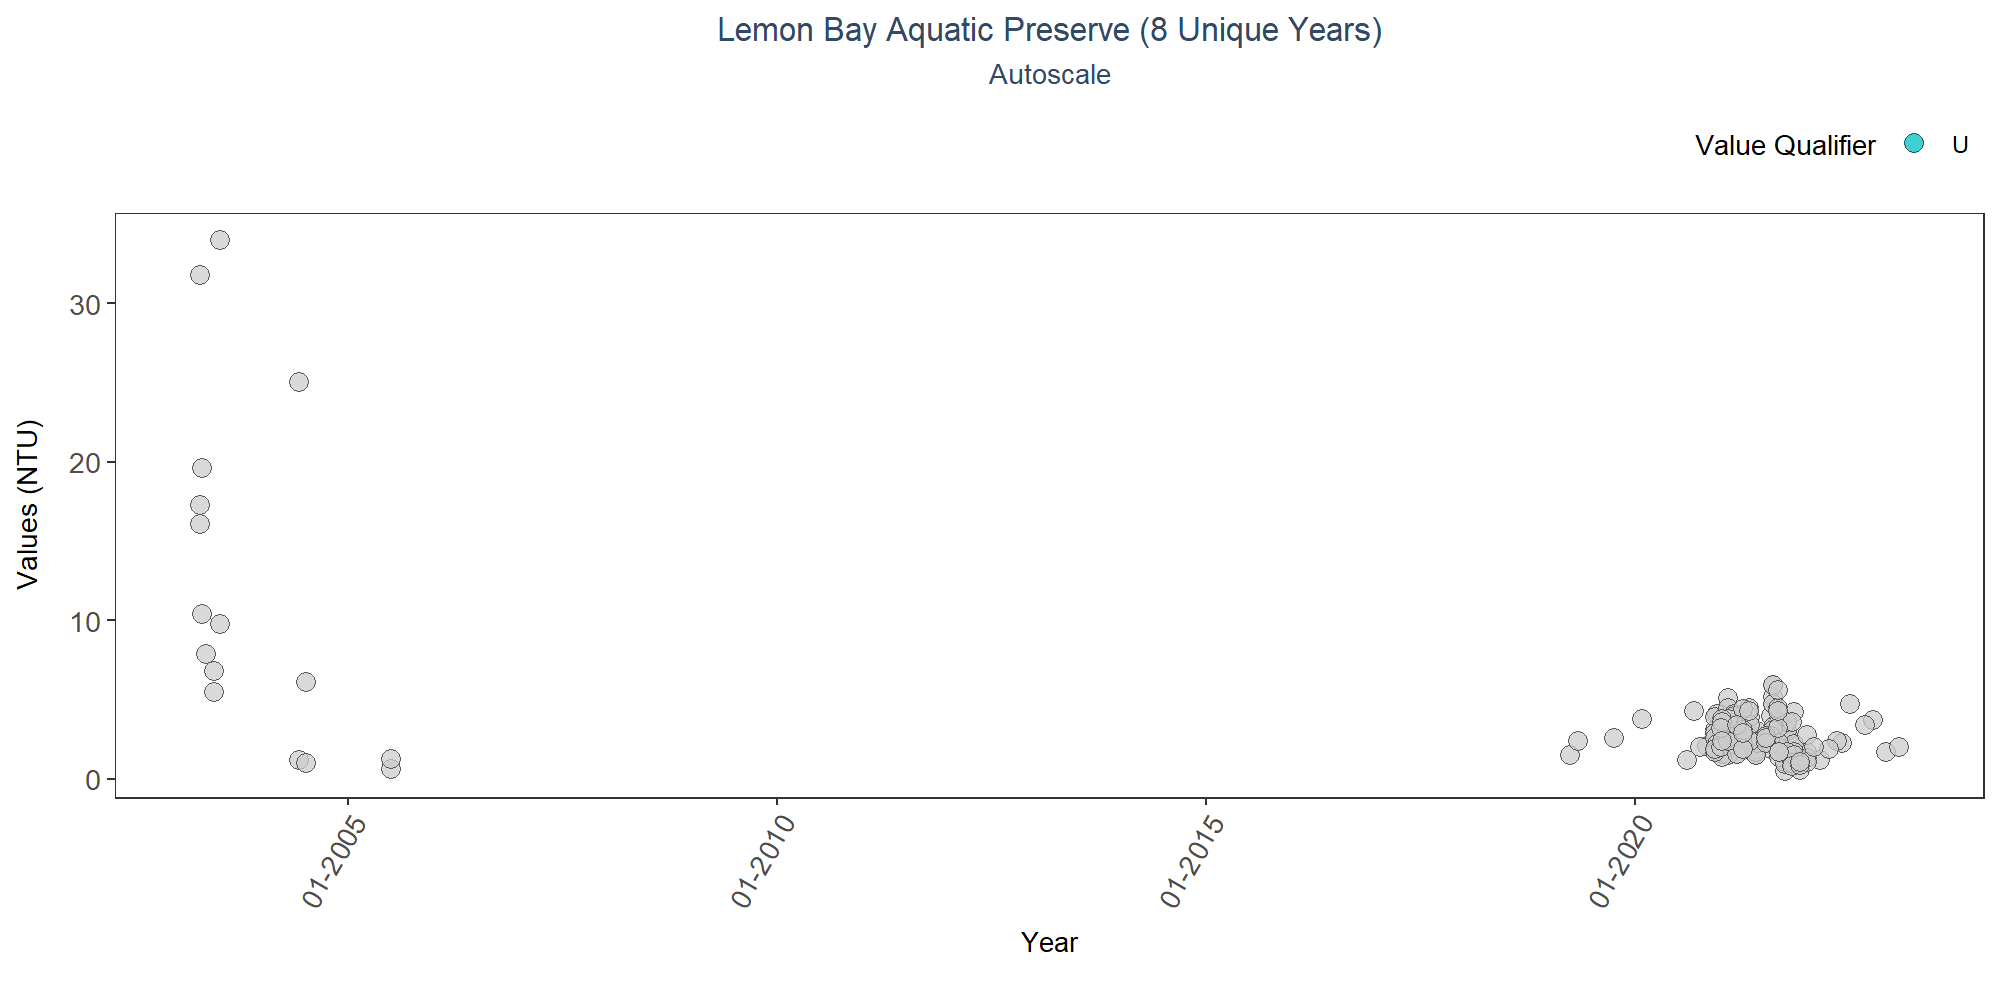 Lemon Bay Aquatic Preserve (8 Unique Years)
Autoscale
Value Qualifier U
Values (NTU)
30
20
10
0
01-2005
01-2010
01-2015
01-2020
Year